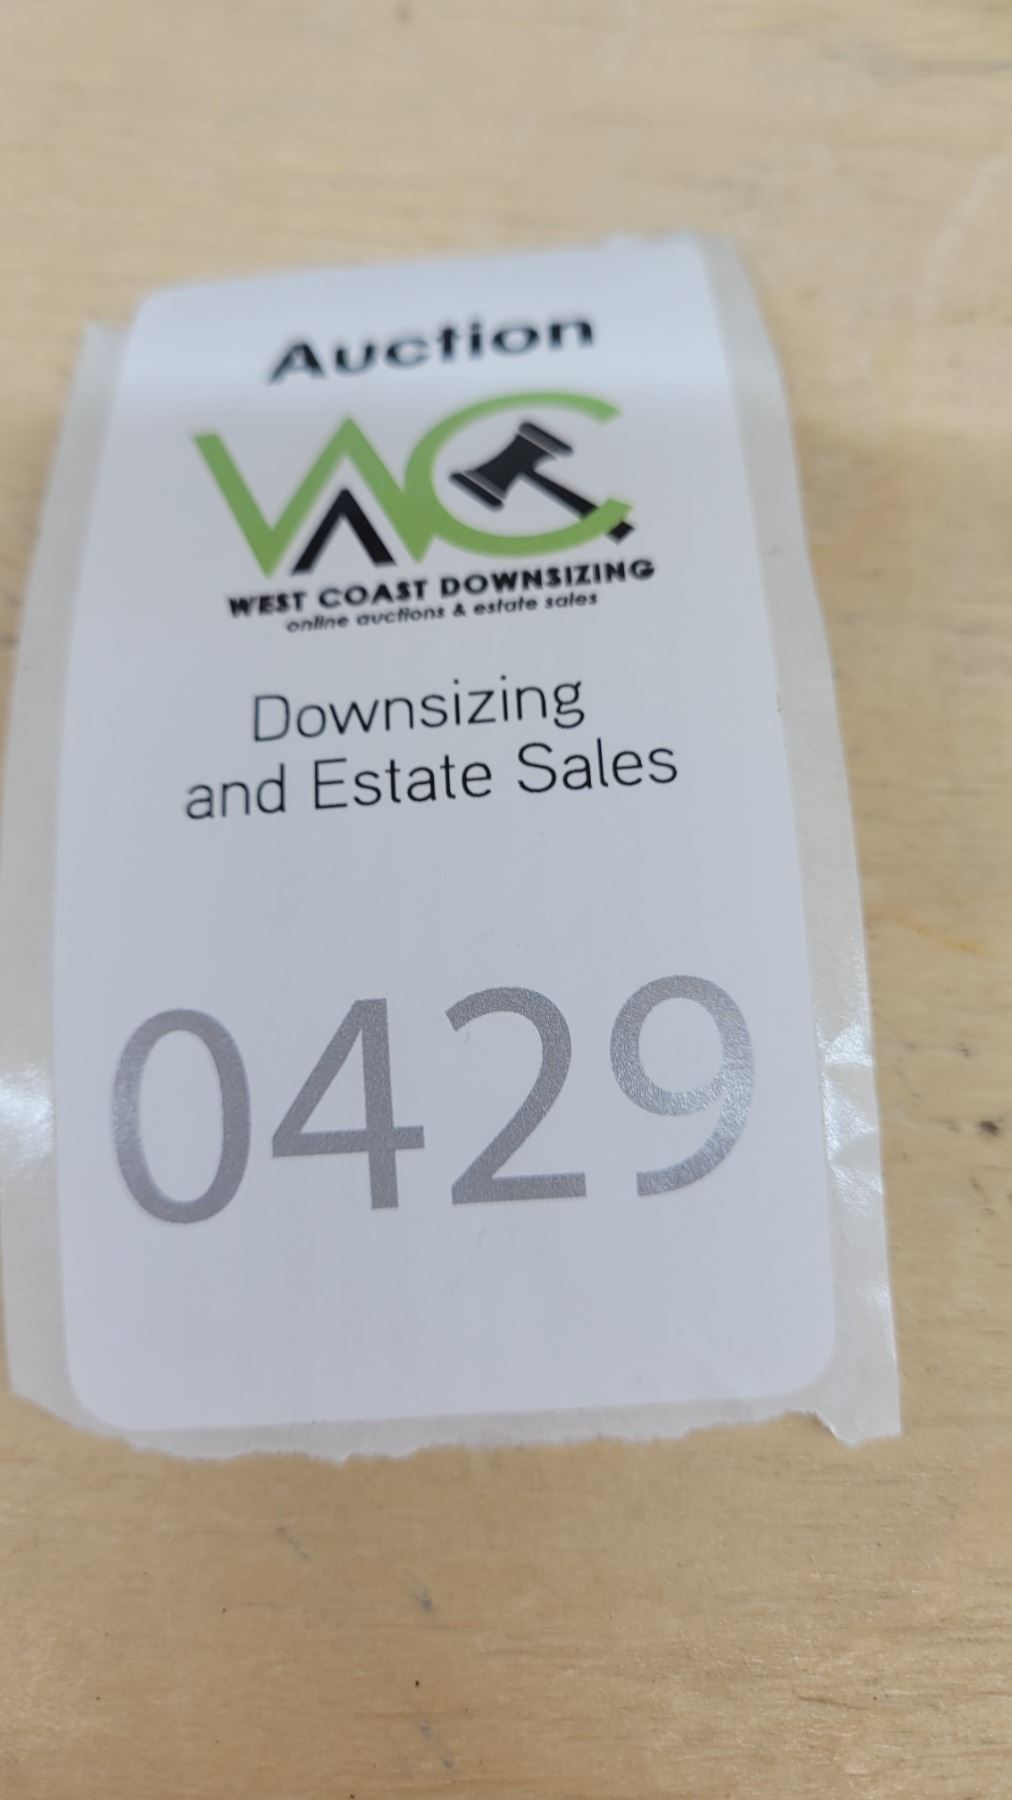 Auction
WC
WEST COAST DOWNSIZING
online auctions & estate sales
Downsizing
and Estate Sales
0429